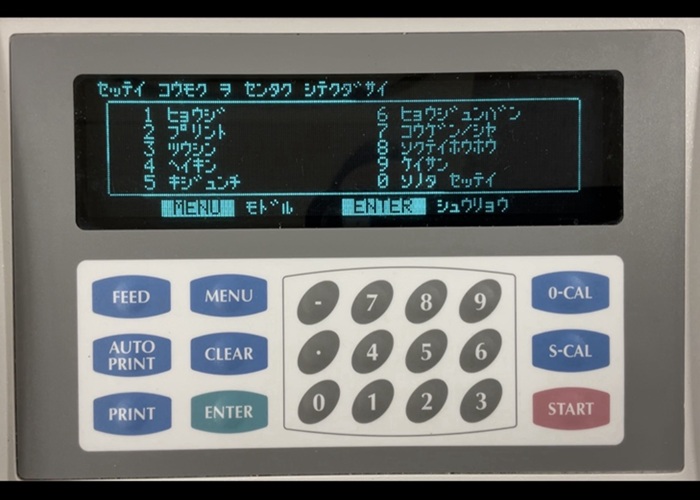 セッテイ コウモク ヲ センタク シテクダサイ
1 ヒョウジ 6 ヒョウジュンバン
2 プリント 7 コウゲン/シヤ
3 ツウシン 8 ソクテイホウホウ
4 ヘイキン 9 ケイサン
5 キジュンチ 0 ソノタ セッテイ
MENU モドル ENTER シュウリョウ
FEED MENU - 7 8 9 0-CAL
AUTO PRINT CLEAR . 4 5 6 S-CAL
PRINT ENTER 0 1 2 3 START